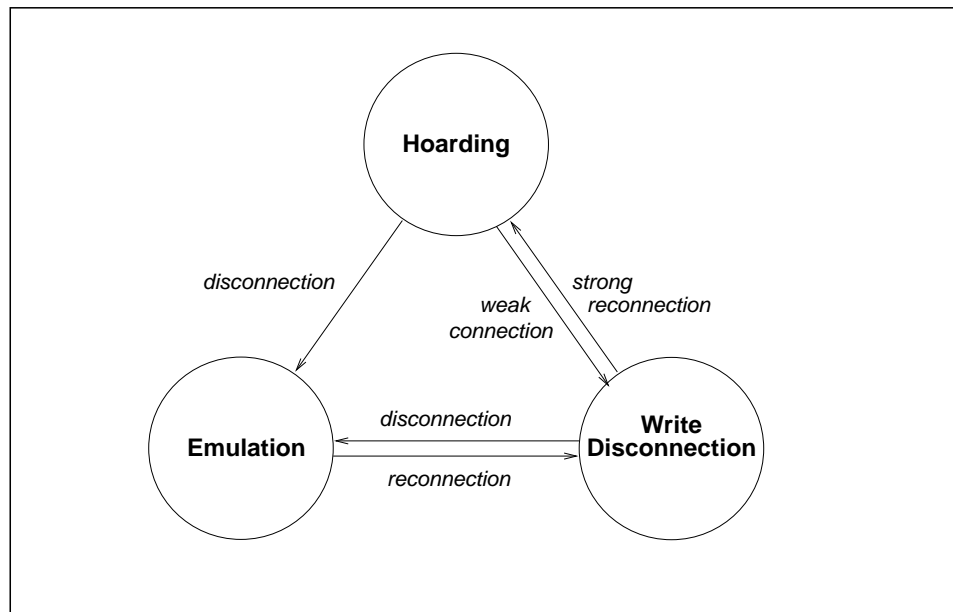 Hoarding
disconnection
strong
reconnection
weak
connection
Emulation
disconnection
reconnection
Write
Disconnection